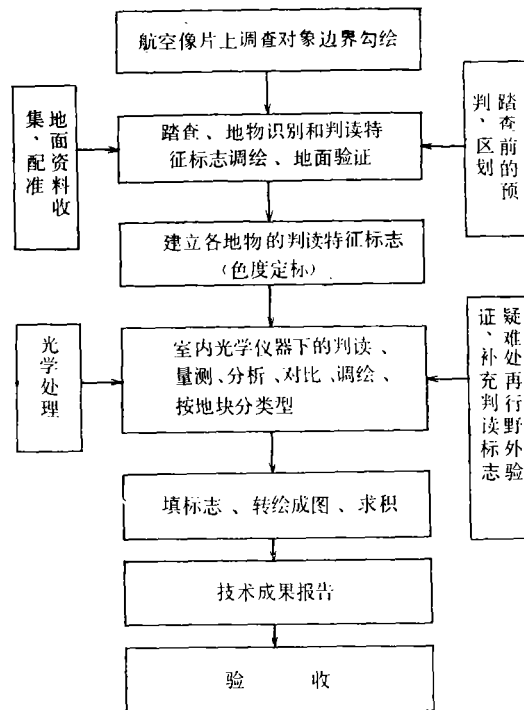 航空像片上调查对象边界勾绘
地面资料收
集、配准
踏查、地物识别和判读特
征标志调绘、地面验证
踏查前的预
判、区划
建立各地物的判读特征标志
(色度定标)
光学处理
室内光学仪器下的判读、
量测、分析、对比、调绘、
按地块分类型
疑难处再行野外验
证、补充判读标志
填标志、转绘成图、求积
技术成果报告
验收